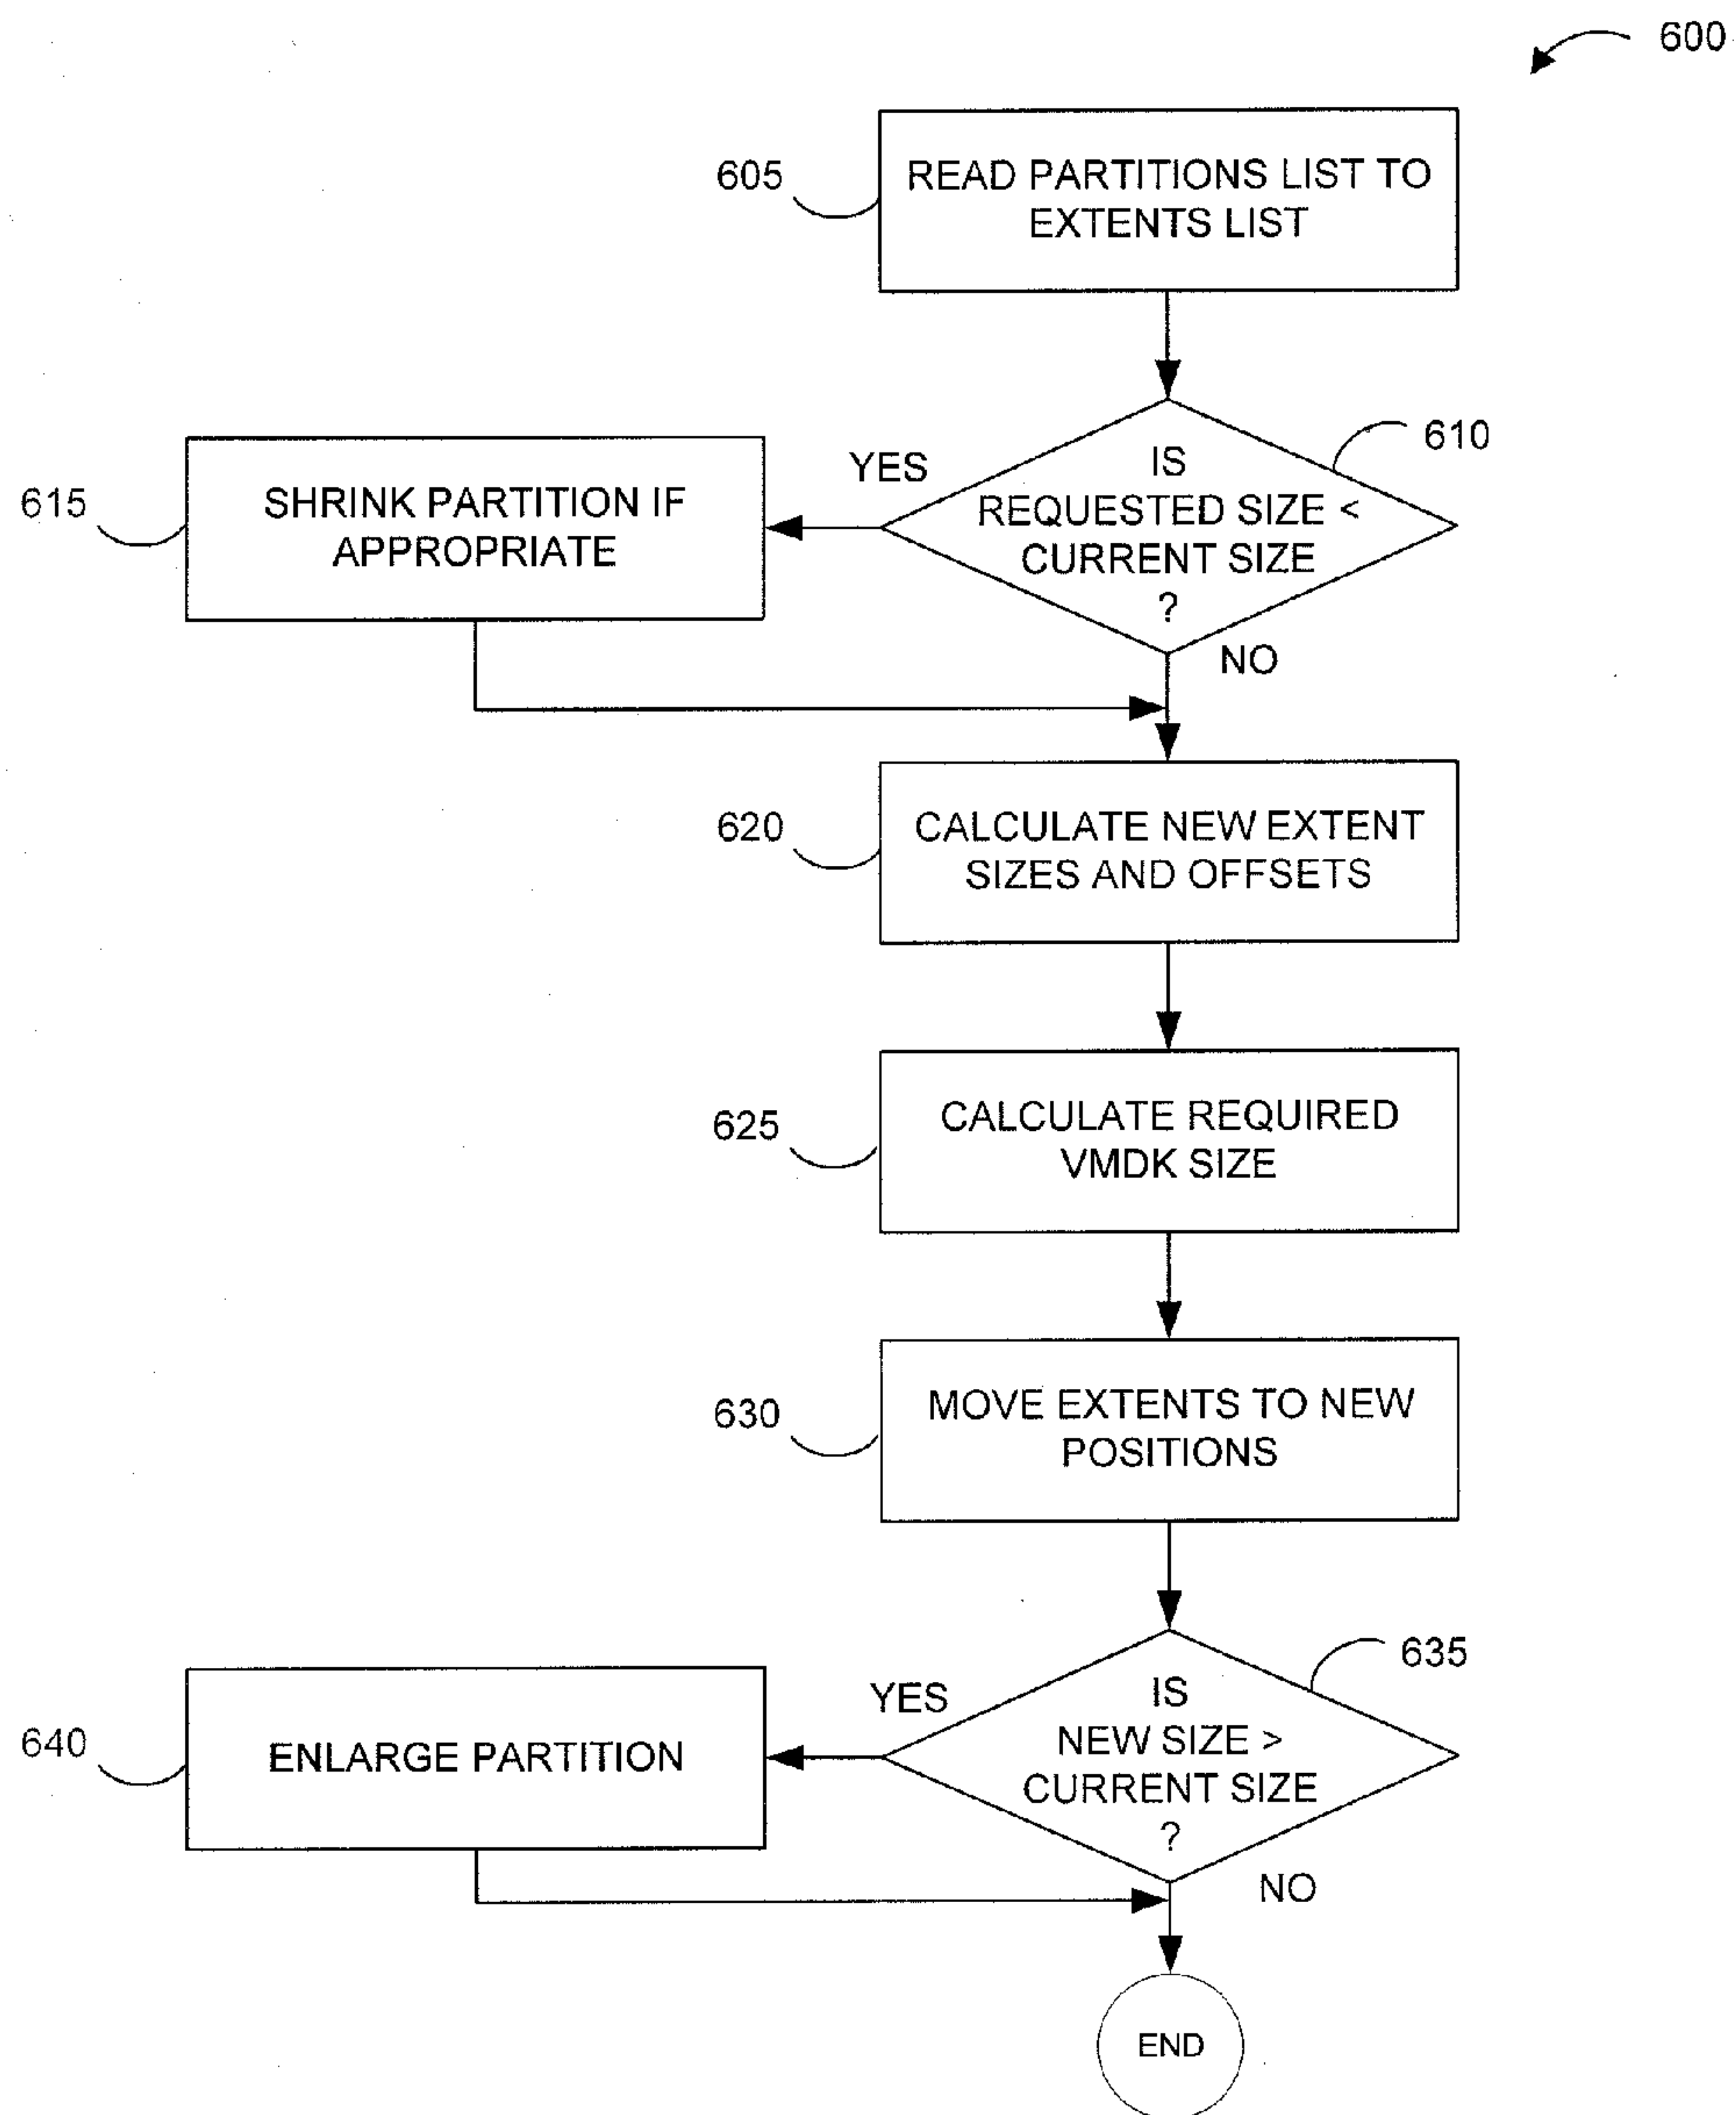 600
605
READ PARTITIONS LIST TO
EXTENTS LIST
610
IS
REQUESTED SIZE <
CURRENT SIZE
?
YES
NO
615
SHRINK PARTITION IF
APPROPRIATE
620
CALCULATE NEW EXTENT
SIZES AND OFFSETS
625
CALCULATE REQUIRED
VMDK SIZE
630
MOVE EXTENTS TO NEW
POSITIONS
635
IS
NEW SIZE >
CURRENT SIZE
?
YES
NO
640
ENLARGE PARTITION
END